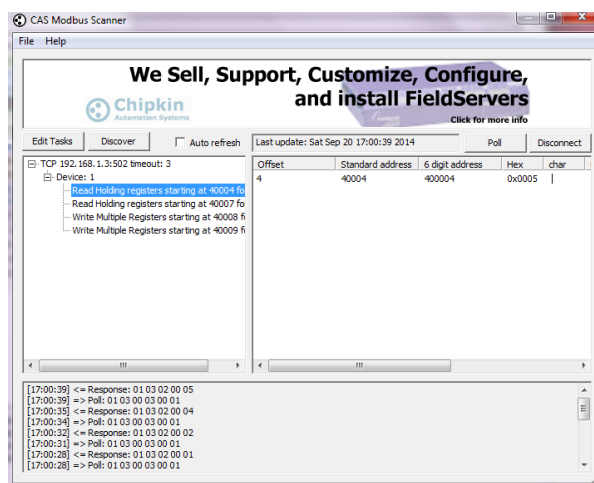 CAS Modbus Scanner
File Help
We Sell, Support, Customize, Configure,
and install FieldServers
Chipkin
Automation Systems
Click for more info
Edit Tasks Discover Auto refresh Last update: Sat Sep 20 17:00:39 2014 Poll Disconnect
TCP 192.168.1.3:502 timeout: 3
Device: 1
Read Holding registers starting at 40004 fo
Read Holding registers starting at 40007 fo
Write Multiple Registers starting at 40008 f
Write Multiple Registers starting at 40009 f
Offset Standard address 6 digit address Hex char
4 40004 400004 0x0005 |
[17:00:39] <= Response: 01 03 02 00 05
[17:00:39] => Poll: 01 03 00 03 00 01
[17:00:35] <= Response: 01 03 02 00 04
[17:00:34] => Poll: 01 03 00 03 00 01
[17:00:32] <= Response: 01 03 02 00 02
[17:00:31] => Poll: 01 03 00 03 00 01
[17:00:28] <= Response: 01 03 02 00 01
[17:00:28] => Poll: 01 03 00 03 00 01